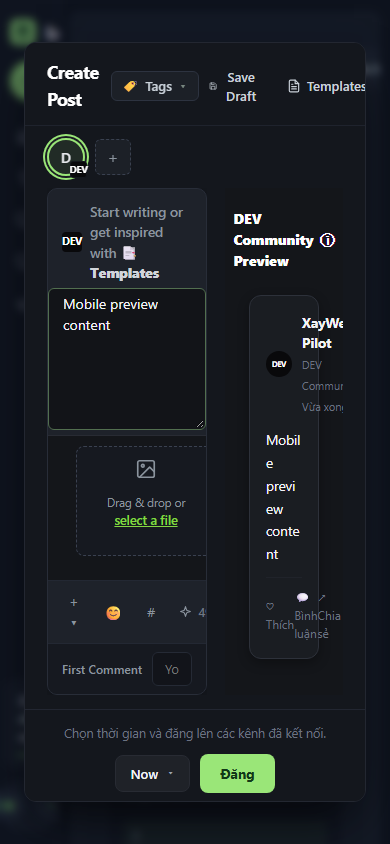 Create
Post
Tags
Save
Draft
Templates
D
DEV
+
DEV
Start writing or
get inspired
with
Templates
Mobile preview
content
Drag & drop or
select a file
+
#
First Comment
Yo
DEV
Community
Preview
DEV
XayWe
Pilot
DEV
Commun
Vừa xong
Mobil
e
previ
ew
conte
nt
Thích
Bình
luận
Chia
sẻ
Chọn thời gian và đăng lên các kênh đã kết nối.
Now
Đăng